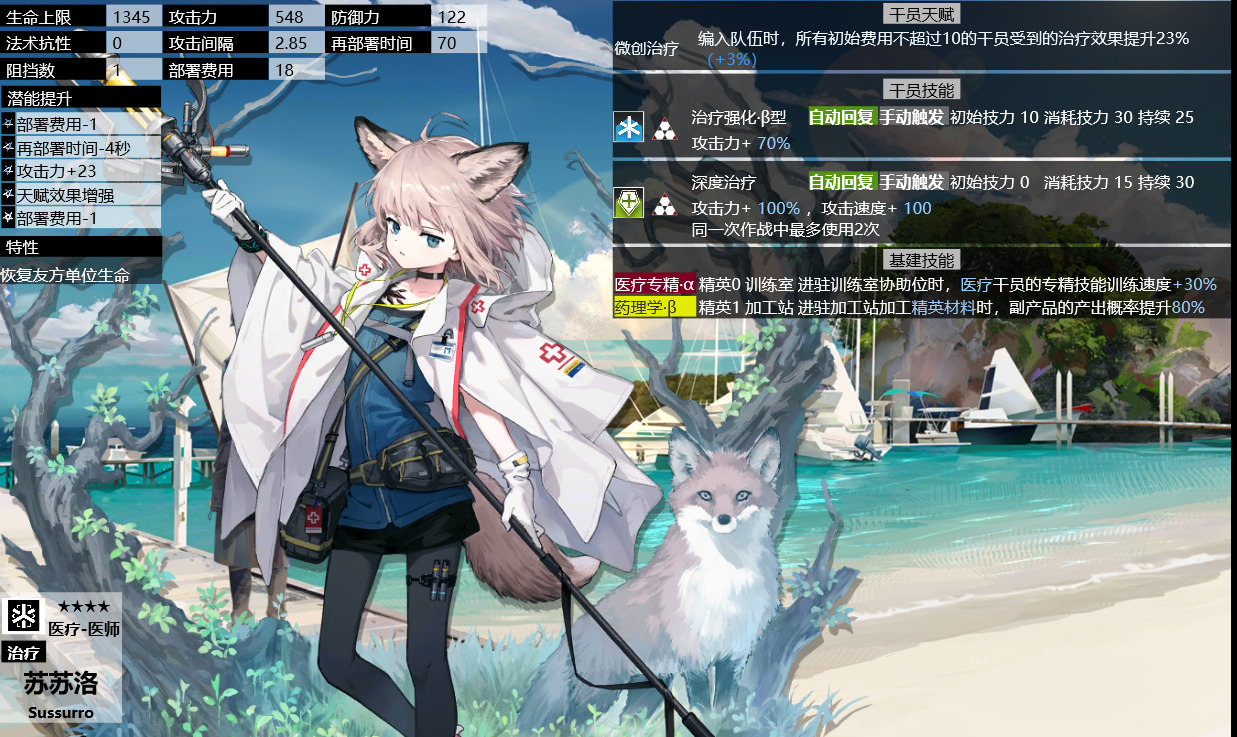 生命上限 1345 攻击力 548 防御力 122
法术抗性 0 攻击间隔 2.85 再部署时间 70
阻挡数 1 部署费用 18
潜能提升
部署费用-1
再部署时间-4秒
攻击力+23
天赋效果增强
部署费用-1
特性
恢复友方单位生命
干员天赋
微创治疗 编入队伍时，所有初始费用不超过10的干员受到的治疗效果提升23%
(+3%)
干员技能
治疗强化·β型 自动回复 手动触发 初始技力 10 消耗技力 30 持续 25
攻击力+ 70%
深度治疗 自动回复 手动触发 初始技力 0 消耗技力 15 持续 30
攻击力+ 100% ，攻击速度+ 100
同一次作战中最多使用2次
基建技能
医疗专精·α 精英0 训练室 进驻训练室协助位时，医疗干员的专精技能训练速度+30%
药理学·β 精英1 加工站 进驻加工站加工精英材料时，副产品的产出概率提升80%
★★★★
医疗-医师
治疗
苏苏洛
Sussurro